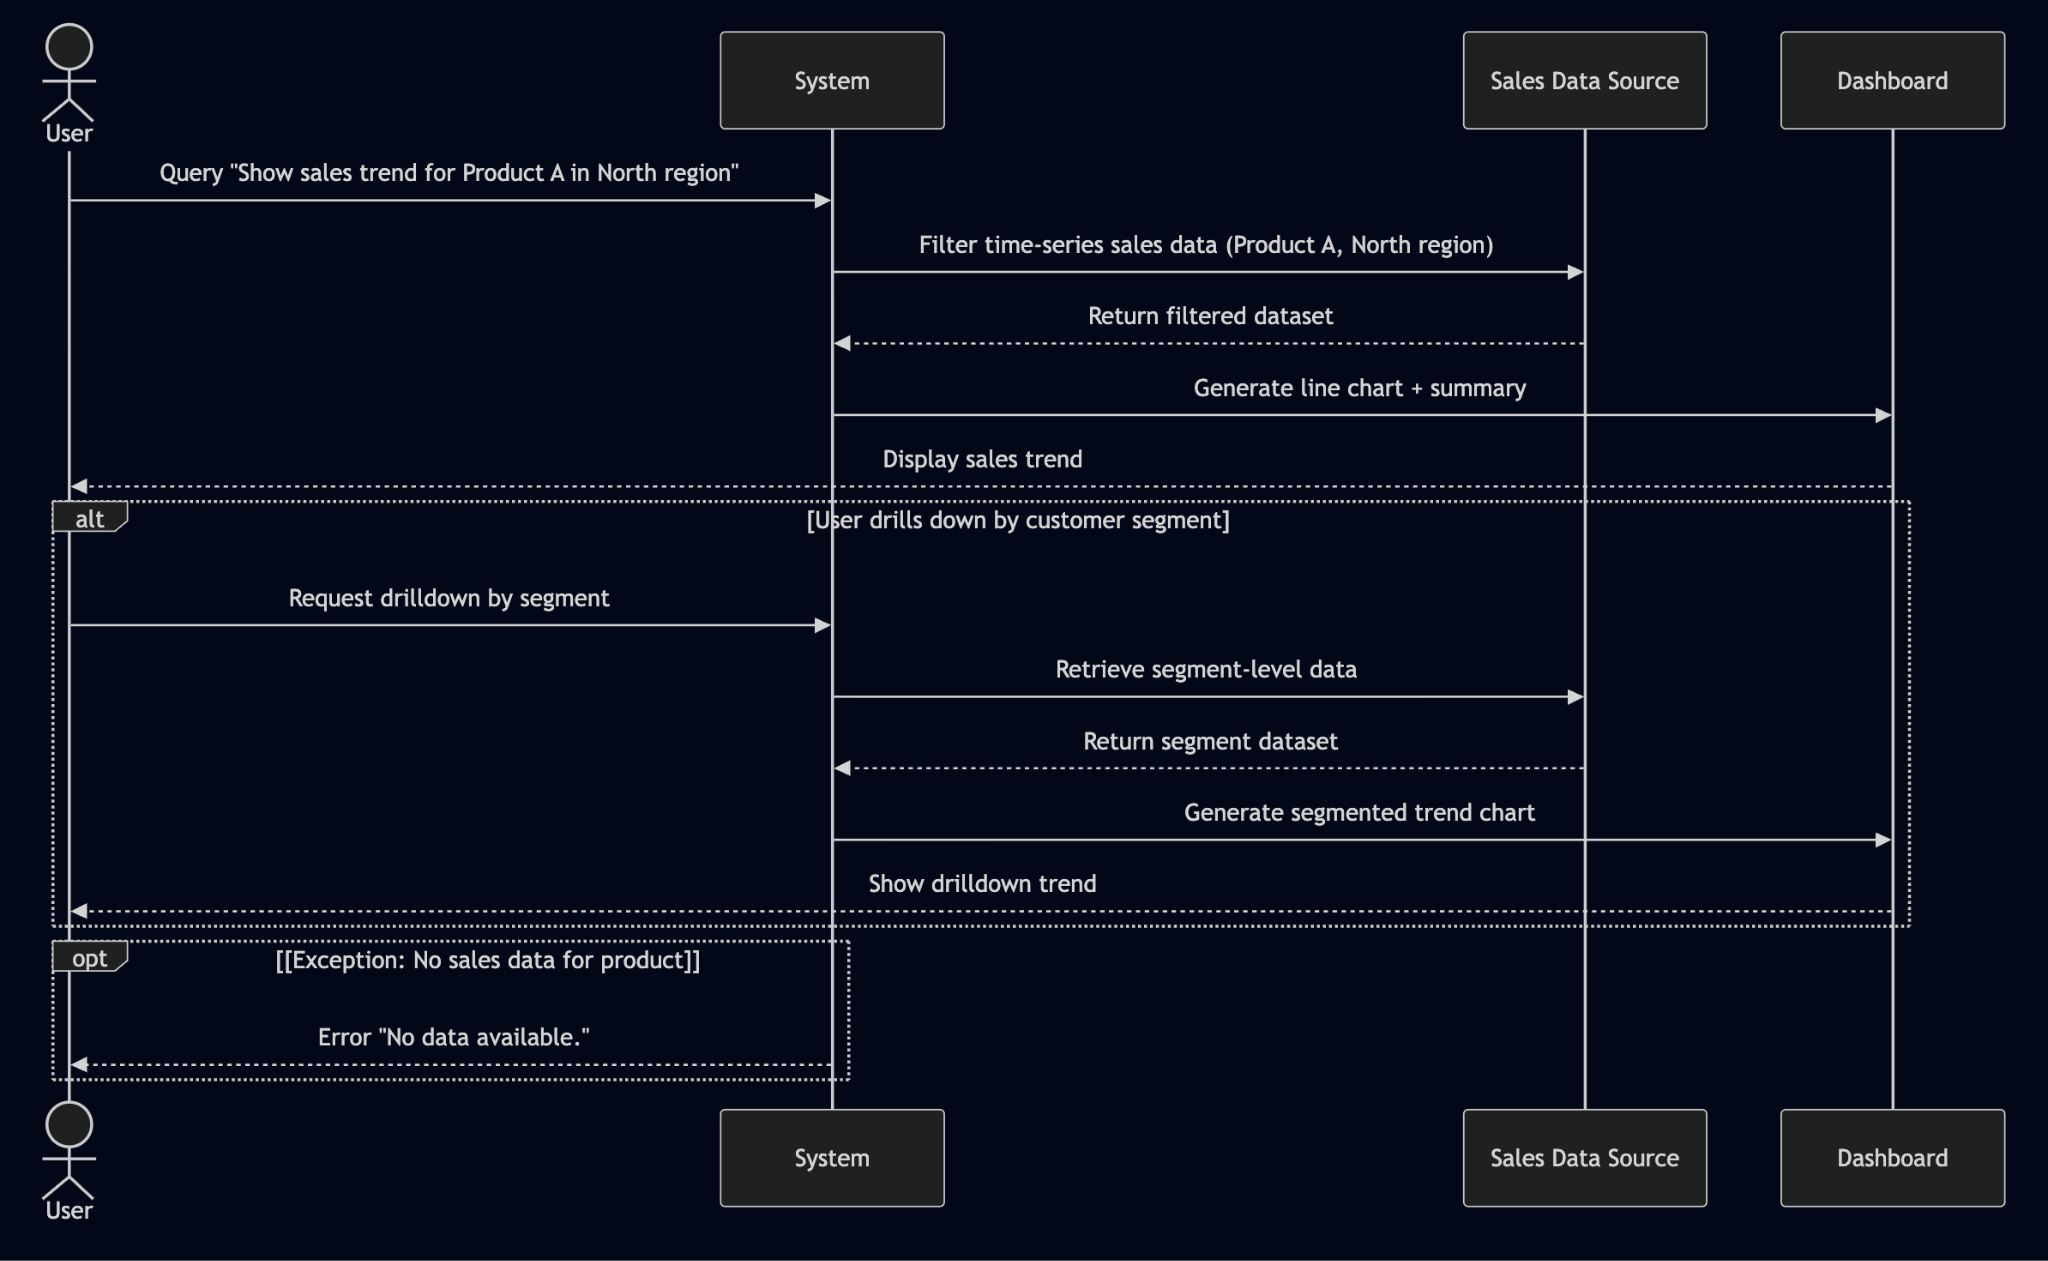 User
System
Sales Data Source
Dashboard
Query "Show sales trend for Product A in North region"
Filter time-series sales data (Product A, North region)
Return filtered dataset
Generate line chart + summary
Display sales trend
alt
[User drills down by customer segment]
Request drilldown by segment
Retrieve segment-level data
Return segment dataset
Generate segmented trend chart
Show drilldown trend
opt
[[Exception: No sales data for product]]
Error "No data available."
User
System
Sales Data Source
Dashboard